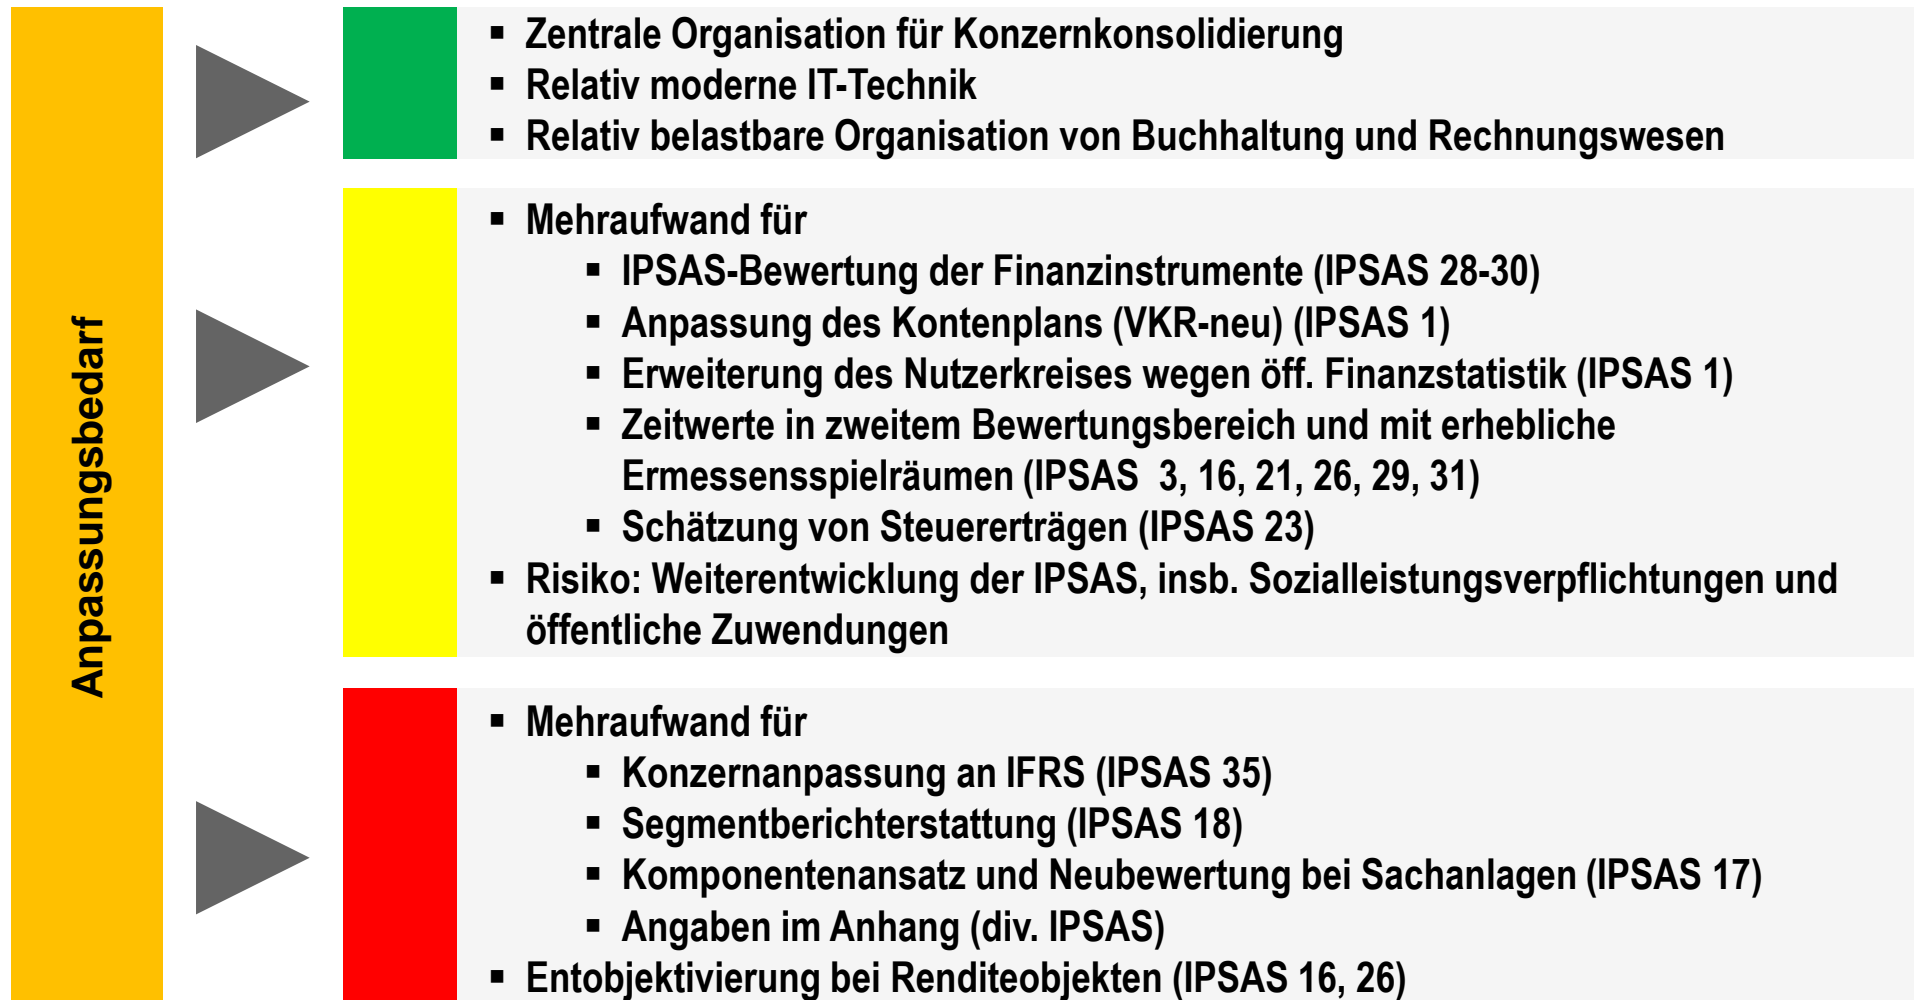 Anpassungsbedarf
▪ Zentrale Organisation für Konzernkonsolidierung
▪ Relativ moderne IT-Technik
▪ Relativ belastbare Organisation von Buchhaltung und Rechnungswesen
▪ Mehraufwand für
▪ IPSAS-Bewertung der Finanzinstrumente (IPSAS 28-30)
▪ Anpassung des Kontenplans (VKR-neu) (IPSAS 1)
▪ Erweiterung des Nutzerkreises wegen öff. Finanzstatistik (IPSAS 1)
▪ Zeitwerte in zweitem Bewertungsbereich und mit erhebliche
Ermessensspielräumen (IPSAS  3, 16, 21, 26, 29, 31)
▪ Schätzung von Steuererträgen (IPSAS 23)
▪ Risiko: Weiterentwicklung der IPSAS, insb. Sozialleistungsverpflichtungen und
öffentliche Zuwendungen
▪ Mehraufwand für
▪ Konzernanpassung an IFRS (IPSAS 35)
▪ Segmentberichterstattung (IPSAS 18)
▪ Komponentenansatz und Neubewertung bei Sachanlagen (IPSAS 17)
▪ Angaben im Anhang (div. IPSAS)
▪ Entobjektivierung bei Renditeobjekten (IPSAS 16, 26)